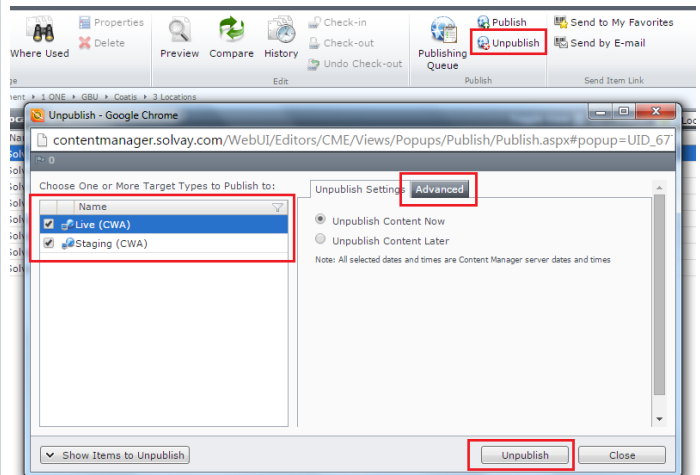 Properties
Check-in
Publish
Send to My Favorites
Delete
Check-out
Unpublish
Send by E-mail
Where Used
Preview
Compare
History
Undo Check-out
Publishing
Queue
Edit
Publish
Send Item Link
1 ONE GBU Coatis 3 Locations
Unpublish - Google Chrome
contentmanager.solvay.com/WebUI/Editors/CME/Views/Popups/Publish/Publish.aspx#popup=UID_67
0
Choose One or More Target Types to Publish to:
Name
Live (CWA)
Staging (CWA)
Unpublish Settings
Advanced
Unpublish Content Now
Unpublish Content Later
Note: All selected dates and times are Content Manager server dates and times
Show Items to Unpublish
Unpublish
Close